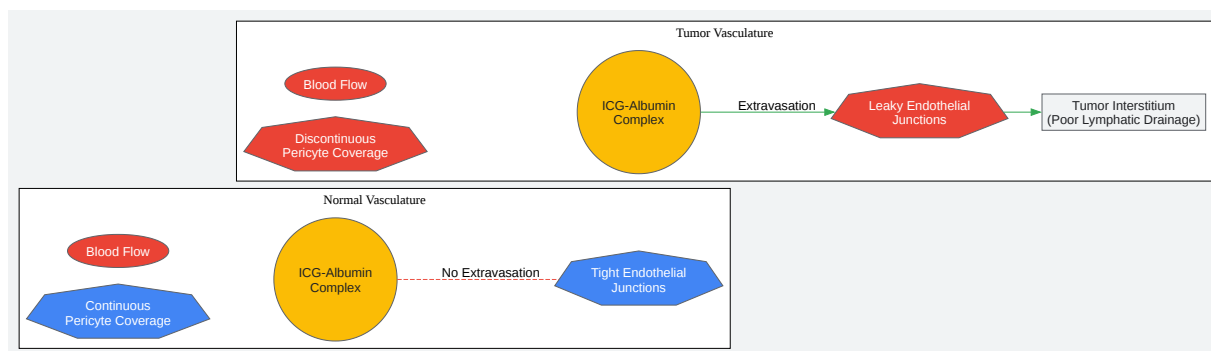 Tumor Vasculature
Blood Flow
Discontinuous
Pericyte Coverage
ICG-Albumin
Complex
Extravasation
Leaky Endothelial
Junctions
Tumor Interstitium
(Poor Lymphatic Drainage)
Normal Vasculature
Blood Flow
Continuous
Pericyte Coverage
ICG-Albumin
Complex
No Extravasation
Tight Endothelial
Junctions